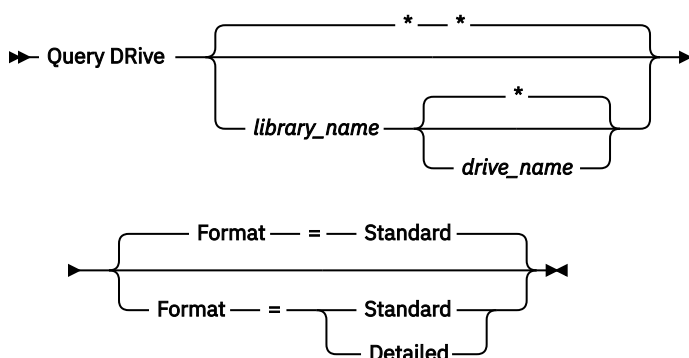 * *
Query DRive
*
library_name
drive_name
Format = Standard
Format = Standard
Detailed